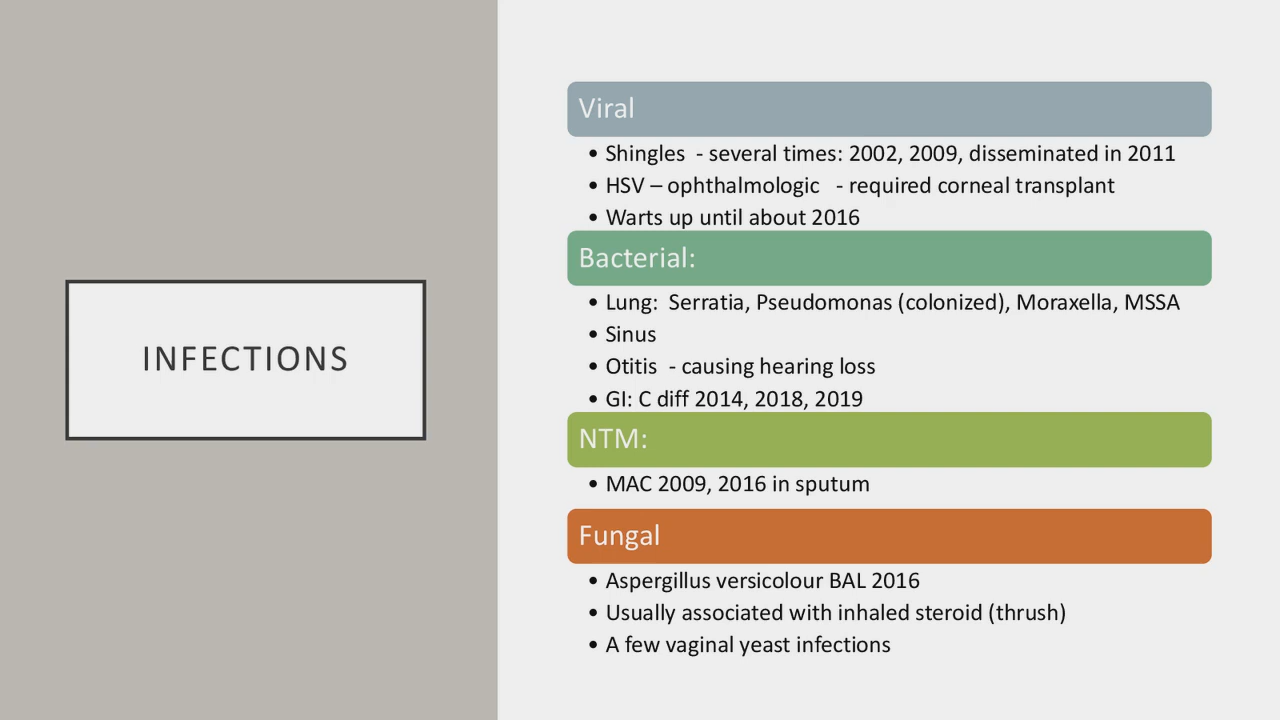 INFECTIONS
Viral
• Shingles - several times: 2002, 2009, disseminated in 2011
• HSV – ophthalmologic - required corneal transplant
• Warts up until about 2016
Bacterial:
• Lung: Serratia, Pseudomonas (colonized), Moraxella, MSSA
• Sinus
• Otitis - causing hearing loss
• GI: C diff 2014, 2018, 2019
NTM:
• MAC 2009, 2016 in sputum
Fungal
• Aspergillus versicolour BAL 2016
• Usually associated with inhaled steroid (thrush)
• A few vaginal yeast infections